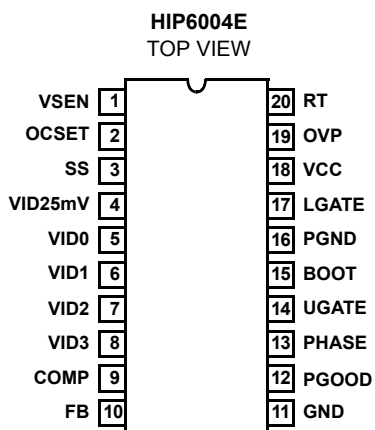 HIP6004E
TOP VIEW
VSEN 1 20 RT
OCSET 2 19 OVP
SS 3 18 VCC
VID25mV 4 17 LGATE
VID0 5 16 PGND
VID1 6 15 BOOT
VID2 7 14 UGATE
VID3 8 13 PHASE
COMP 9 12 PGOOD
FB 10 11 GND